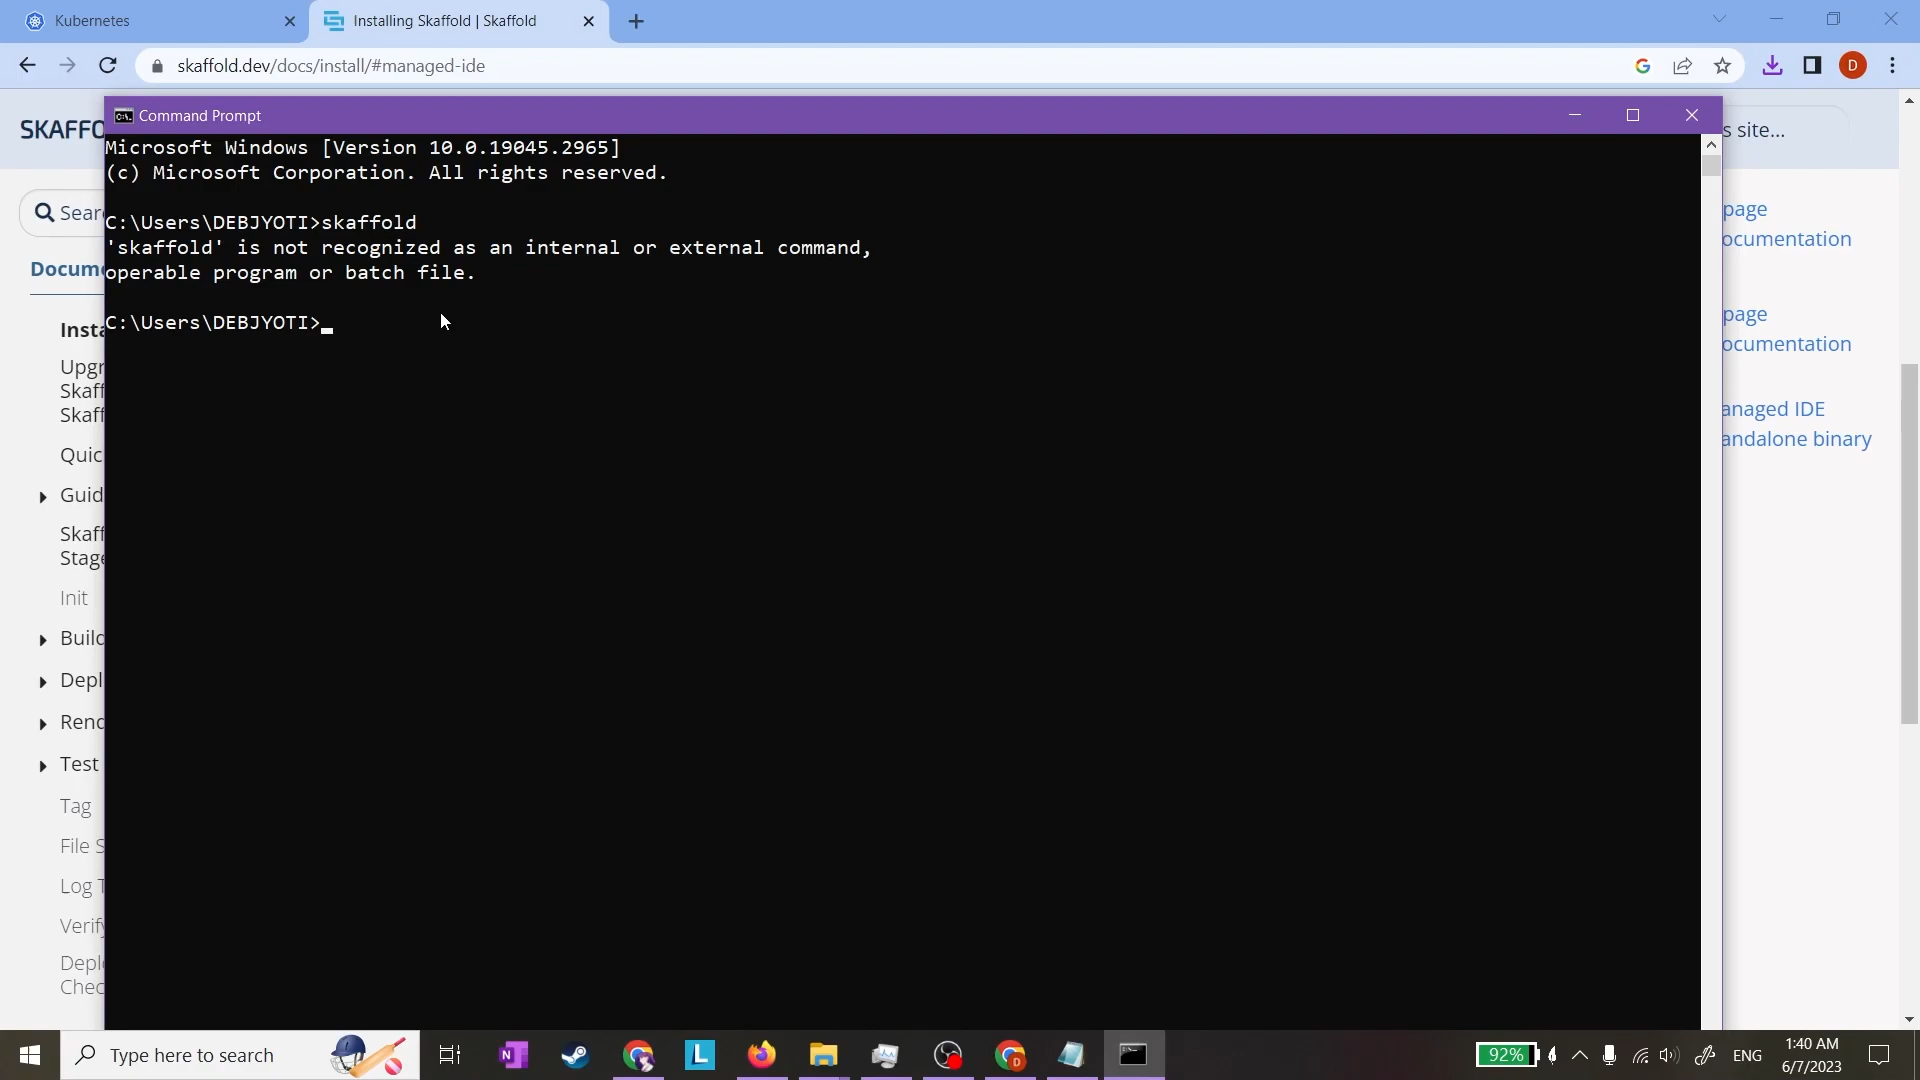 Kubernetes
Installing Skaffold | Skaffold
skaffold.dev/docs/install/#managed-ide
D
SKAFFO
Command Prompt
s site...
Microsoft Windows [Version 10.0.19045.2965]
(c) Microsoft Corporation. All rights reserved.
C:\Users\DEBJYOTI>skaffold
'skaffold' is not recognized as an internal or external command,
operable program or batch file.
C:\Users\DEBJYOTI>
Sear
Docume
Insta
Upgr
Skaff
Skaff
Quic
Guid
Skaff
Stage
Init
Build
Depl
Rend
Test
Tag
File S
Log T
Verify
Deplo
Chec
page
ocumentation
page
ocumentation
anaged IDE
andalone binary
Type here to search
N
L
D
92%
ENG
1:40 AM
6/7/2023